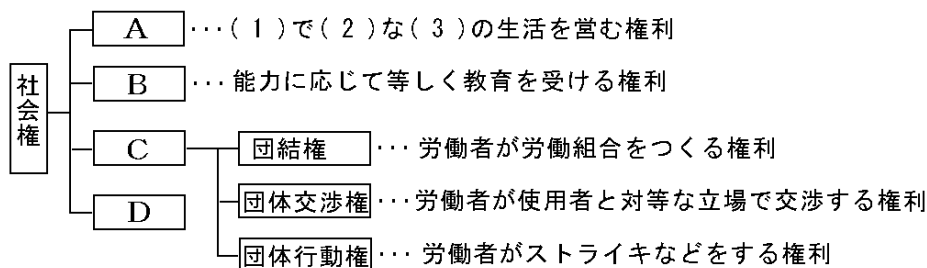 社会権
A ···( 1 )で( 2 )な( 3 )の生活を営む権利
B ···能力に応じて等しく教育を受ける権利
C 団結権 ···労働者が労働組合をつくる権利
団体交渉権 ···労働者が使用者と対等な立場で交渉する権利
D
団体行動権 ···労働者がストライキなどをする権利